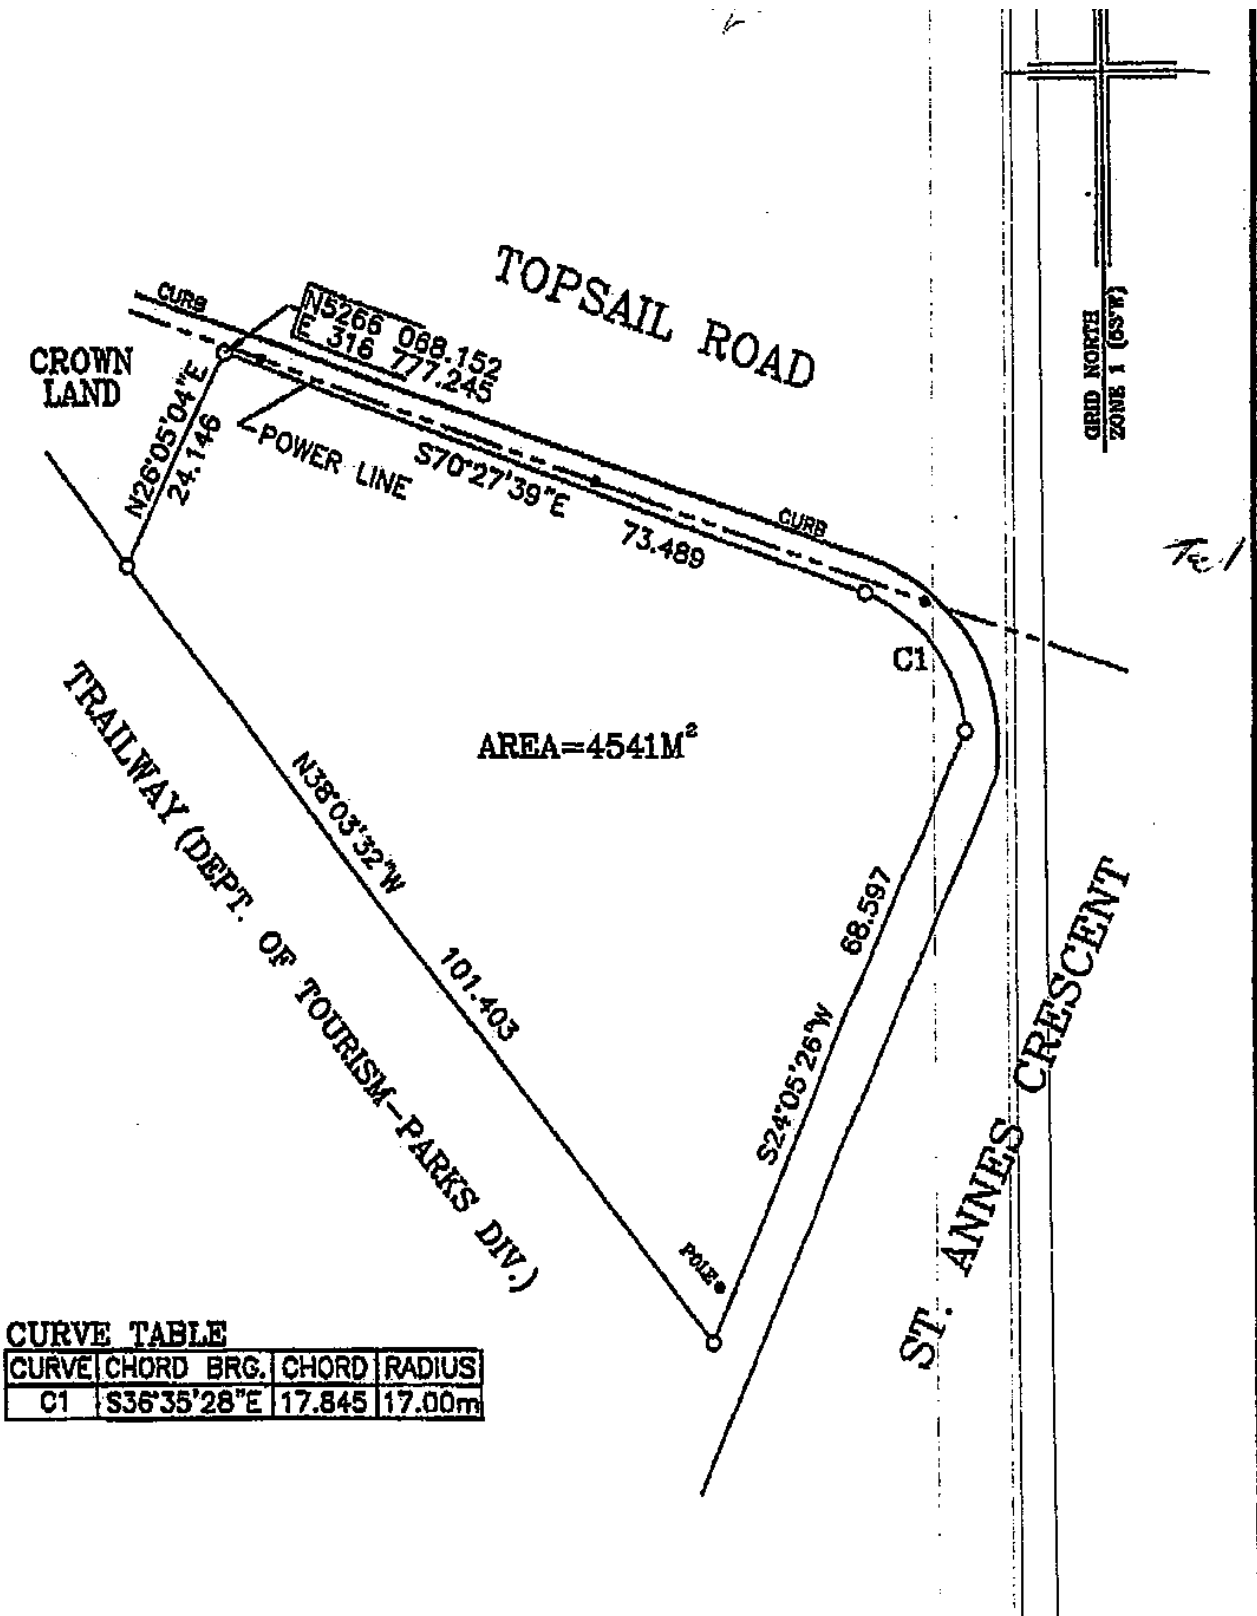 TOPSAIL ROAD
CURB
N5266 068.152
E 316 777.245
CROWN
LAND
N26°05'04"E
24.146
POWER LINE
S70°27'39"E
73.489
CURB
GRID NORTH
ZONE 1 (53°W)
C1
AREA=4541M²
TRAILWAY (DEPT. OF TOURISM-PARKS DIV.)
N38°03'32"W
101.403
68.597
S24°05'26"W
ST. ANNES CRESCENT
POLE
CURVE TABLE
CURVE CHORD BRG. CHORD RADIUS
C1 S36°35'28"E 17.845 17.00m